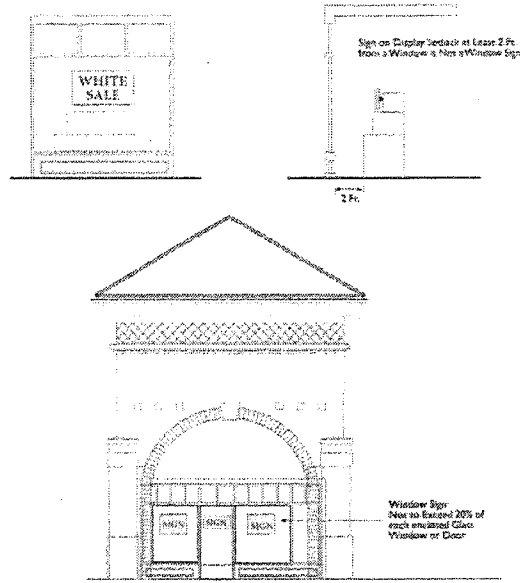 WHITE
SALE
Sign on Display Setback at Lease 2 Ft.
from a Window is Not a Window Sign
2 Ft.
Window Sign
Not to Exceed 20% of
each enclosed Glass
Window or Door
SIGN SIGN SIGN